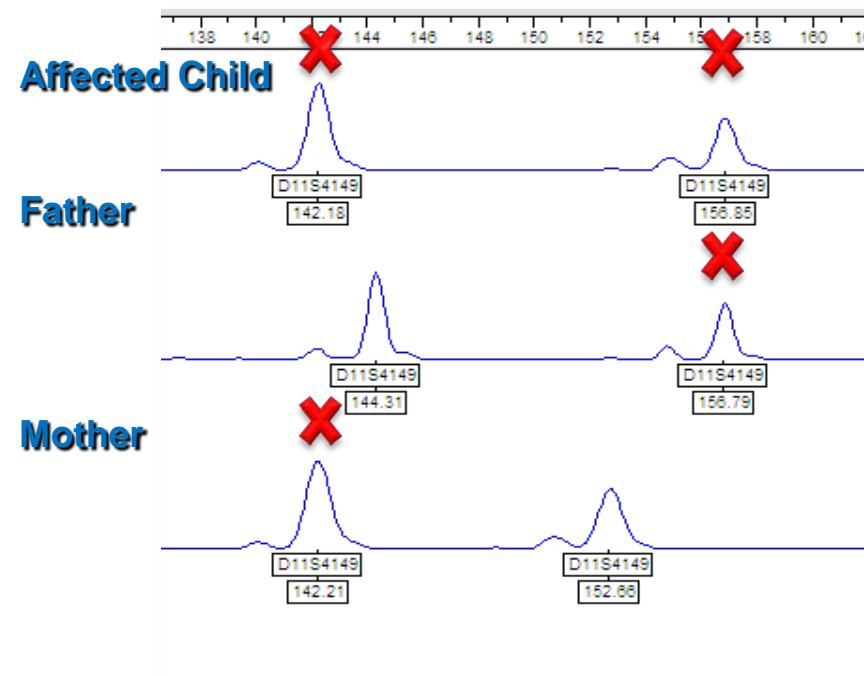 138 140 144 146 148 150 152 154 158 160
Affected Child
D11S4149 D11S4149
142.18 156.85
Father
D11S4149 D11S4149
144.31 156.79
Mother
D11S4149 D11S4149
142.21 152.66